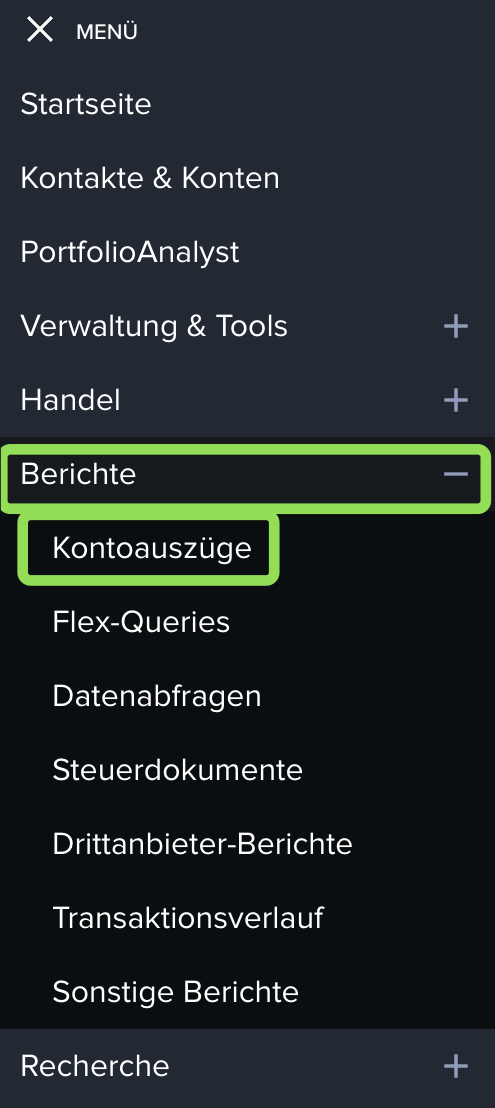 MENÜ
Startseite
Kontakte & Konten
PortfolioAnalyst
Verwaltung & Tools
Handel
Berichte
Kontoauszüge
Flex-Queries
Datenabfragen
Steuerdokumente
Drittanbieter-Berichte
Transaktionsverlauf
Sonstige Berichte
Recherche